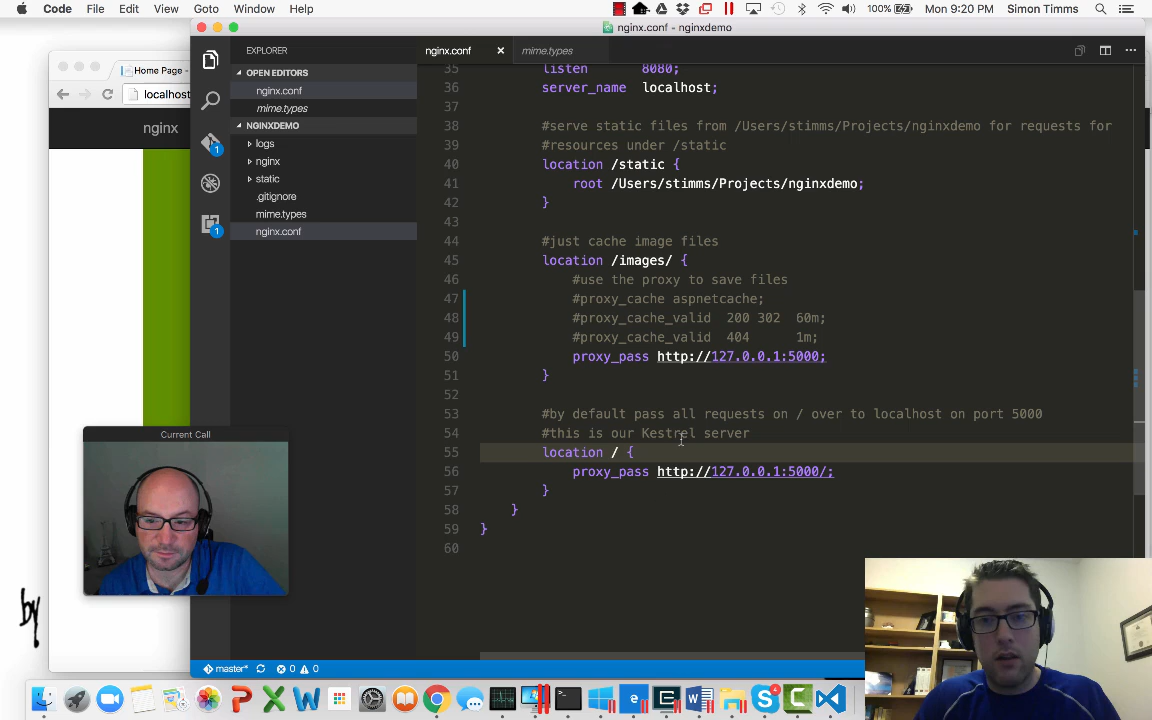 Code File Edit View Goto Window Help
100% Mon 9:20 PM Simon Timms
nginx.conf - nginxdemo
EXPLORER
OPEN EDITORS
nginx.conf
mime.types
NGINXDEMO
logs
nginx
static
.gitignore
mime.types
nginx.conf
1
1
nginx.conf
mime.types
Home Page -
localhost
nginx
35 listen 8080;
36 server_name localhost;
37
38 #serve static files from /Users/stimms/Projects/nginxdemo for requests for
39 #resources under /static
40 location /static {
41 root /Users/stimms/Projects/nginxdemo;
42 }
43
44 #just cache image files
45 location /images/ {
46 #use the proxy to save files
47 #proxy_cache aspnetcache;
48 #proxy_cache_valid 200 302 60m;
49 #proxy_cache_valid 404 1m;
50 proxy_pass http://127.0.0.1:5000;
51 }
52
53 #by default pass all requests on / over to localhost on port 5000
54 #this is our Kestrel server
55 location / {
56 proxy_pass http://127.0.0.1:5000/;
57 }
58 }
59 }
60
Current Call
by
master* 0 0